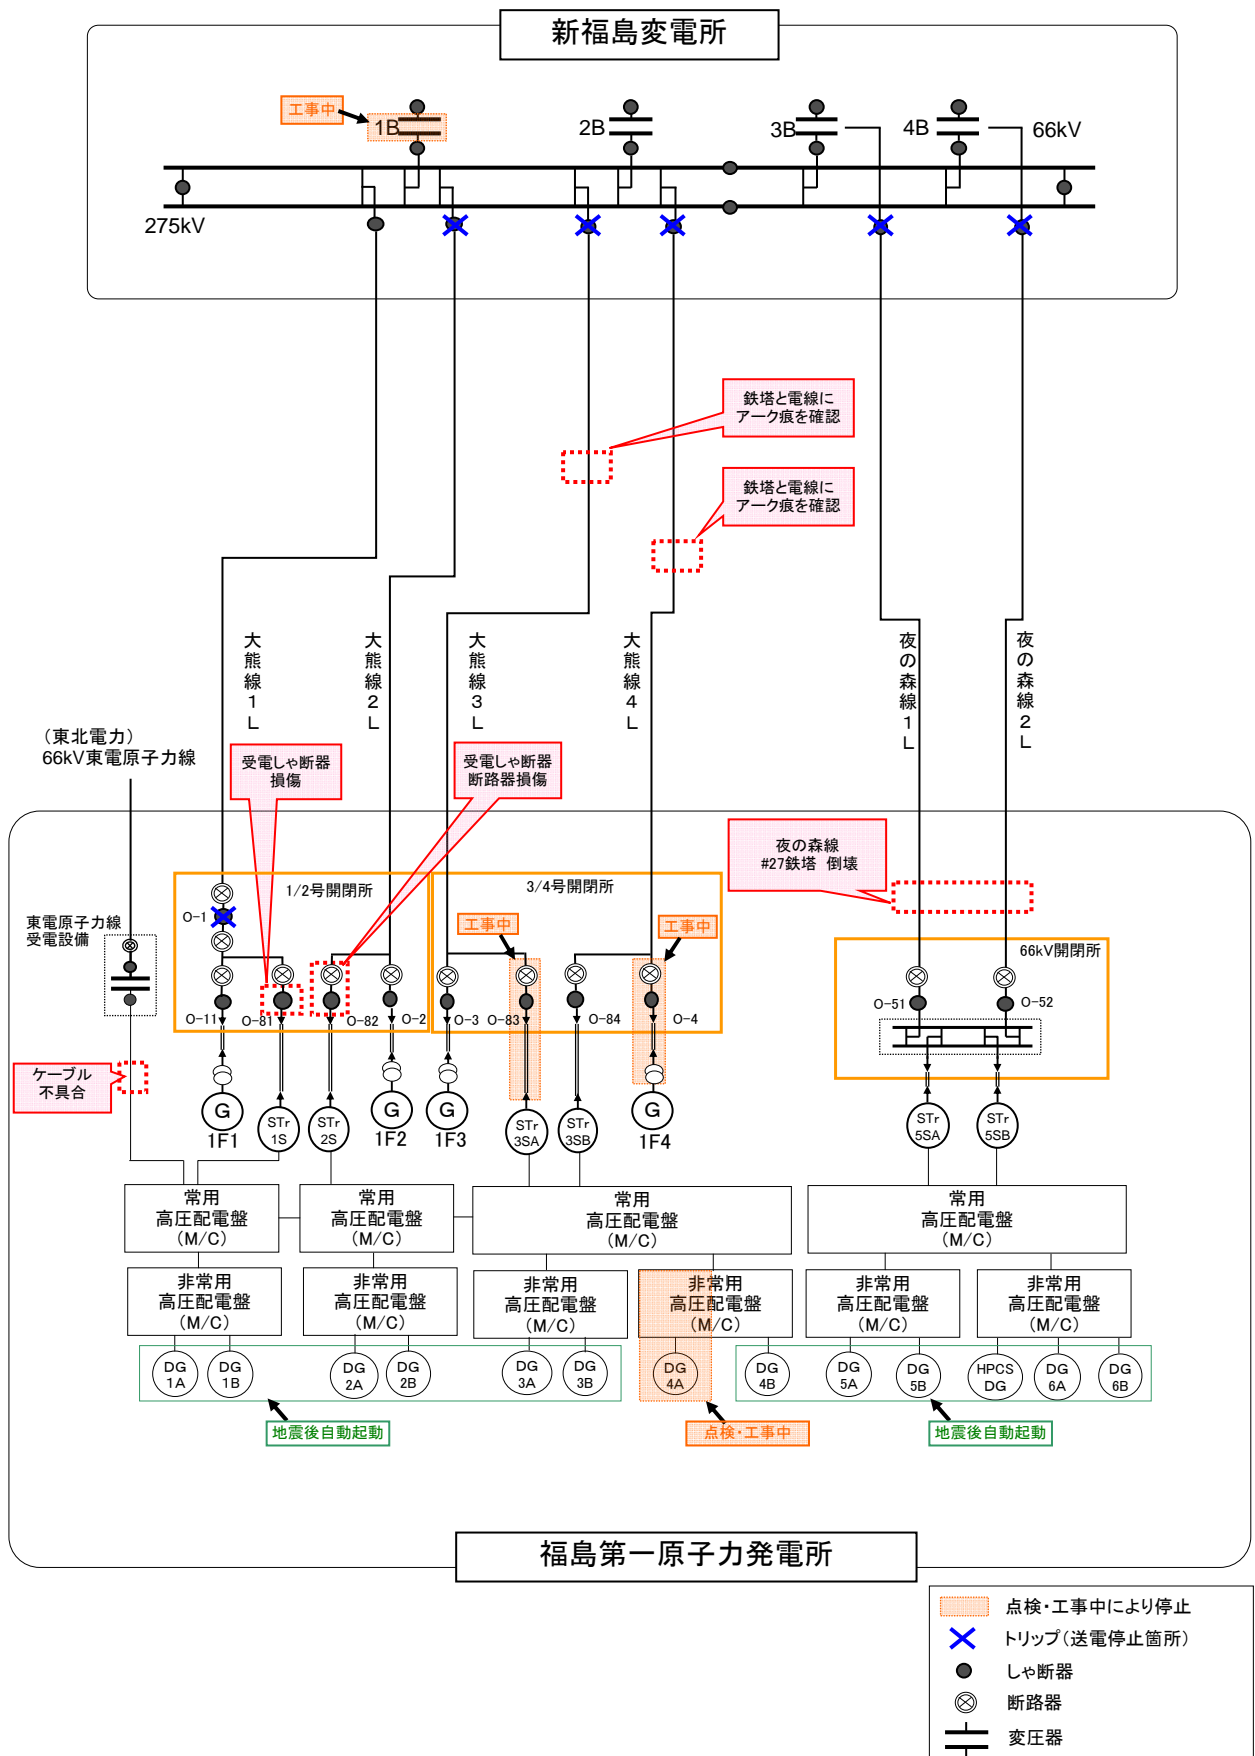 新福島変電所
工事中
1B
2B
3B
4B
66kV
275kV
鉄塔と電線に
アーク痕を確認
鉄塔と電線に
アーク痕を確認
大熊線1L
大熊線2L
大熊線3L
大熊線4L
夜の森線1L
夜の森線2L
(東北電力)
66kV東電原子力線
受電しゃ断器
損傷
受電しゃ断器
断路器損傷
夜の森線
#27鉄塔 倒壊
1/2号開閉所
3/4号開閉所
O-1
東電原子力線
受電設備
工事中
工事中
66kV開閉所
O-11
O-81
O-82
O-2
O-3
O-83
O-84
O-4
O-51
O-52
ケーブル
不具合
G
1F1
STr
1S
STr
2S
G
1F2
G
1F3
STr
3SA
STr
3SB
G
1F4
STr
5SA
STr
5SB
常用
高圧配電盤
(M/C)
常用
高圧配電盤
(M/C)
常用
高圧配電盤
(M/C)
常用
高圧配電盤
(M/C)
非常用
高圧配電盤
(M/C)
非常用
高圧配電盤
(M/C)
非常用
高圧配電盤
(M/C)
非常用
高圧配電盤
(M/C)
非常用
高圧配電盤
(M/C)
非常用
高圧配電盤
(M/C)
DG
1A
DG
1B
DG
2A
DG
2B
DG
3A
DG
3B
DG
4A
DG
4B
DG
5A
DG
5B
HPCS
DG
DG
6A
DG
6B
地震後自動起動
点検・工事中
地震後自動起動
福島第一原子力発電所
点検・工事中により停止
トリップ(送電停止箇所)
しゃ断器
断路器
変圧器